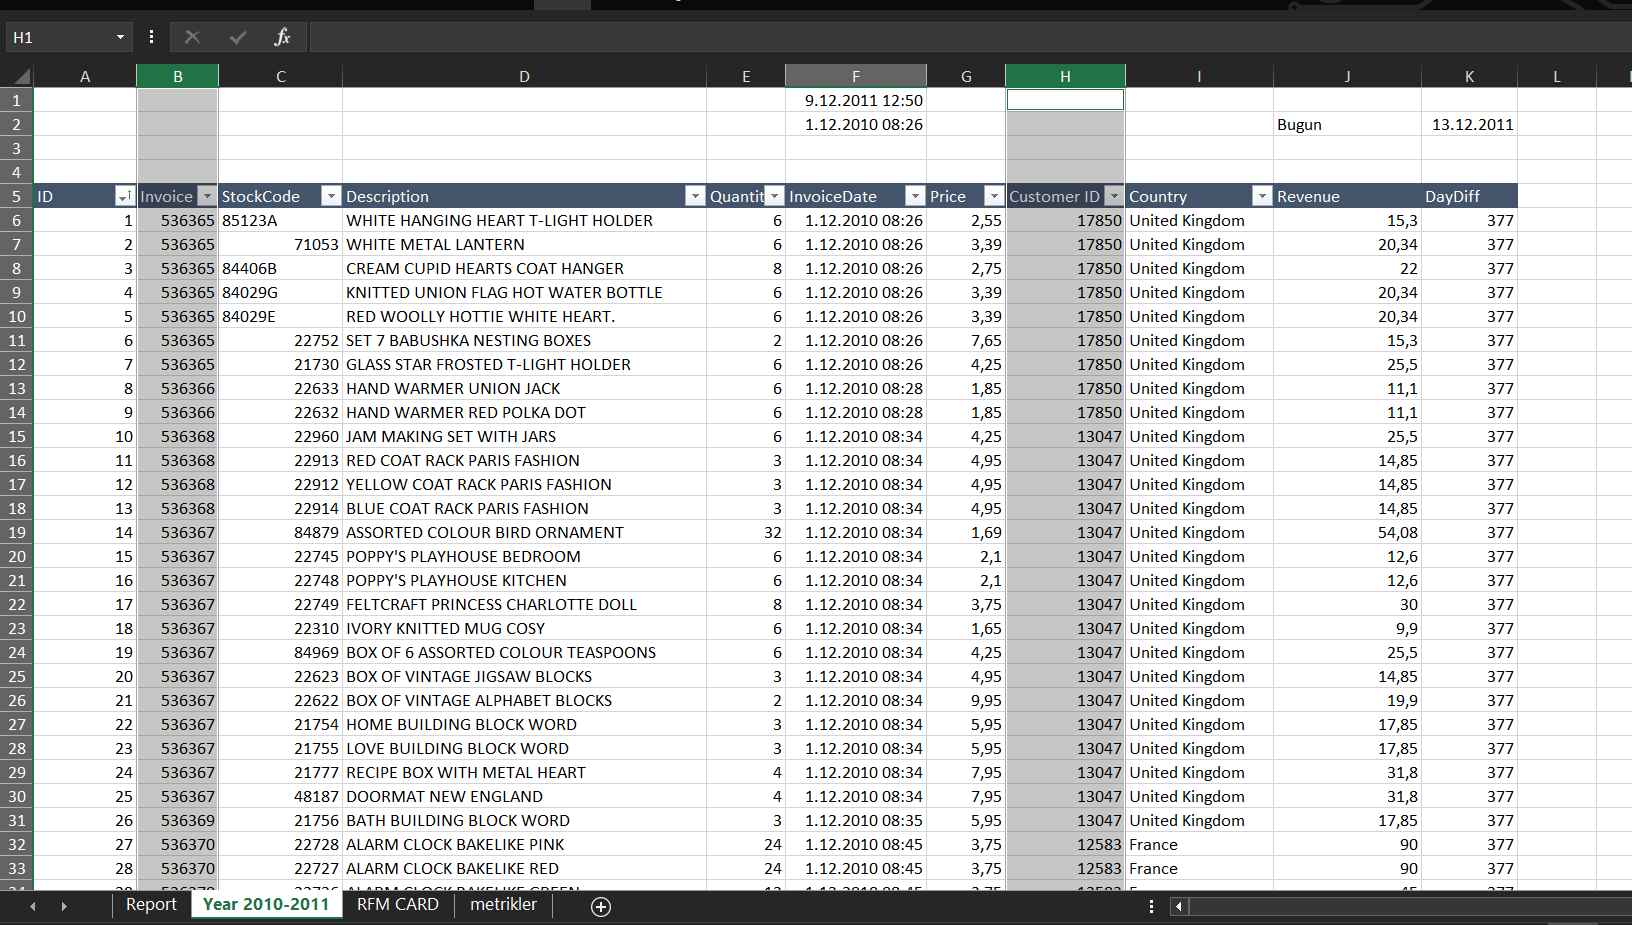 H1 fx
A B C D E F G H I J K L
1 9.12.2011 12:50
2 1.12.2010 08:26 Bugun 13.12.2011
3
4
5 ID Invoice StockCode Description Quantit InvoiceDate Price Customer ID Country Revenue DayDiff
6 1 536365 85123A WHITE HANGING HEART T-LIGHT HOLDER 6 1.12.2010 08:26 2,55 17850 United Kingdom 15,3 377
7 2 536365 71053 WHITE METAL LANTERN 6 1.12.2010 08:26 3,39 17850 United Kingdom 20,34 377
8 3 536365 84406B CREAM CUPID HEARTS COAT HANGER 8 1.12.2010 08:26 2,75 17850 United Kingdom 22 377
9 4 536365 84029G KNITTED UNION FLAG HOT WATER BOTTLE 6 1.12.2010 08:26 3,39 17850 United Kingdom 20,34 377
10 5 536365 84029E RED WOOLLY HOTTIE WHITE HEART. 6 1.12.2010 08:26 3,39 17850 United Kingdom 20,34 377
11 6 536365 22752 SET 7 BABUSHKA NESTING BOXES 2 1.12.2010 08:26 7,65 17850 United Kingdom 15,3 377
12 7 536365 21730 GLASS STAR FROSTED T-LIGHT HOLDER 6 1.12.2010 08:26 4,25 17850 United Kingdom 25,5 377
13 8 536366 22633 HAND WARMER UNION JACK 6 1.12.2010 08:28 1,85 17850 United Kingdom 11,1 377
14 9 536366 22632 HAND WARMER RED POLKA DOT 6 1.12.2010 08:28 1,85 17850 United Kingdom 11,1 377
15 10 536368 22960 JAM MAKING SET WITH JARS 6 1.12.2010 08:34 4,25 13047 United Kingdom 25,5 377
16 11 536368 22913 RED COAT RACK PARIS FASHION 3 1.12.2010 08:34 4,95 13047 United Kingdom 14,85 377
17 12 536368 22912 YELLOW COAT RACK PARIS FASHION 3 1.12.2010 08:34 4,95 13047 United Kingdom 14,85 377
18 13 536368 22914 BLUE COAT RACK PARIS FASHION 3 1.12.2010 08:34 4,95 13047 United Kingdom 14,85 377
19 14 536367 84879 ASSORTED COLOUR BIRD ORNAMENT 32 1.12.2010 08:34 1,69 13047 United Kingdom 54,08 377
20 15 536367 22745 POPPY'S PLAYHOUSE BEDROOM 6 1.12.2010 08:34 2,1 13047 United Kingdom 12,6 377
21 16 536367 22748 POPPY'S PLAYHOUSE KITCHEN 6 1.12.2010 08:34 2,1 13047 United Kingdom 12,6 377
22 17 536367 22749 FELTCRAFT PRINCESS CHARLOTTE DOLL 8 1.12.2010 08:34 3,75 13047 United Kingdom 30 377
23 18 536367 22310 IVORY KNITTED MUG COSY 6 1.12.2010 08:34 1,65 13047 United Kingdom 9,9 377
24 19 536367 84969 BOX OF 6 ASSORTED COLOUR TEASPOONS 6 1.12.2010 08:34 4,25 13047 United Kingdom 25,5 377
25 20 536367 22623 BOX OF VINTAGE JIGSAW BLOCKS 3 1.12.2010 08:34 4,95 13047 United Kingdom 14,85 377
26 21 536367 22622 BOX OF VINTAGE ALPHABET BLOCKS 2 1.12.2010 08:34 9,95 13047 United Kingdom 19,9 377
27 22 536367 21754 HOME BUILDING BLOCK WORD 3 1.12.2010 08:34 5,95 13047 United Kingdom 17,85 377
28 23 536367 21755 LOVE BUILDING BLOCK WORD 3 1.12.2010 08:34 5,95 13047 United Kingdom 17,85 377
29 24 536367 21777 RECIPE BOX WITH METAL HEART 4 1.12.2010 08:34 7,95 13047 United Kingdom 31,8 377
30 25 536367 48187 DOORMAT NEW ENGLAND 4 1.12.2010 08:34 7,95 13047 United Kingdom 31,8 377
31 26 536369 21756 BATH BUILDING BLOCK WORD 3 1.12.2010 08:35 5,95 13047 United Kingdom 17,85 377
32 27 536370 22728 ALARM CLOCK BAKELIKE PINK 24 1.12.2010 08:45 3,75 12583 France 90 377
33 28 536370 22727 ALARM CLOCK BAKELIKE RED 24 1.12.2010 08:45 3,75 12583 France 90 377
Report Year 2010-2011 RFM CARD metrikler